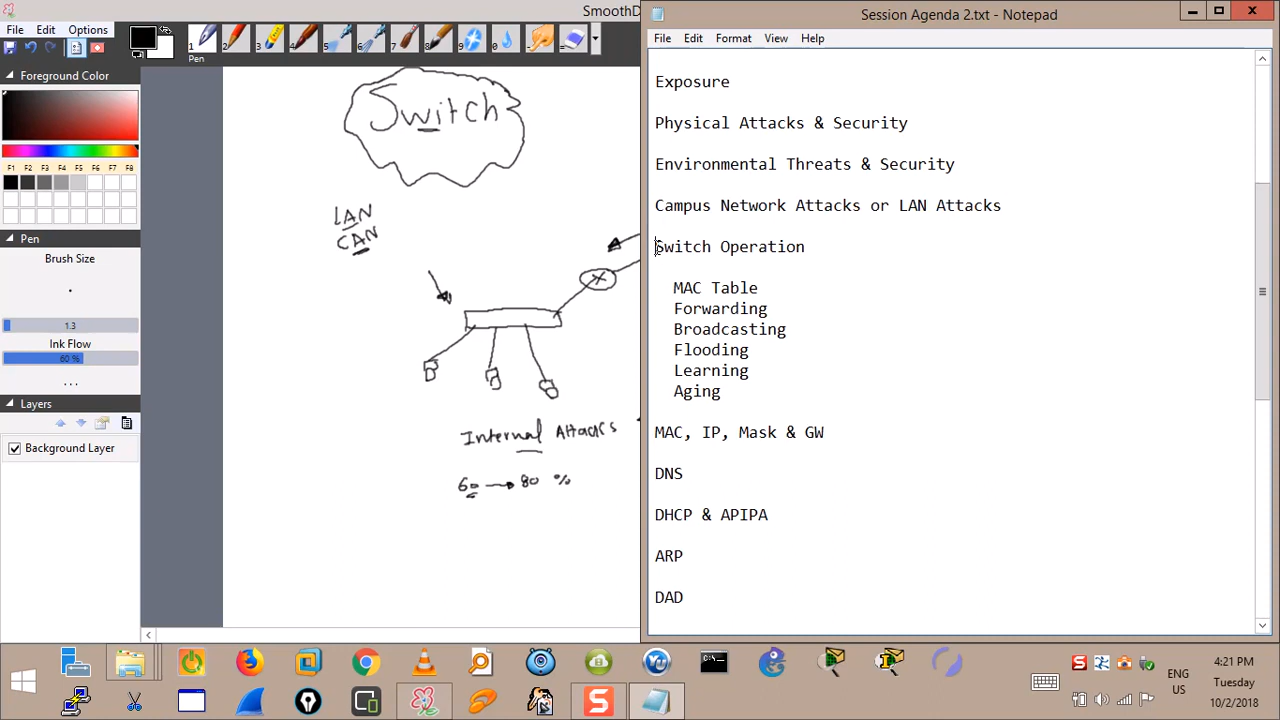 SmoothD
File Edit Options
Pen
Foreground Color
F1 F2 F3 F4 F5 F6 F7 F8
Pen
Brush Size
1.3
Ink Flow
60 %
...
Layers
Background Layer
Switch
LAN
CAN
Internal Attacks
60 → 80 %
Session Agenda 2.txt - Notepad
File Edit Format View Help
Exposure
Physical Attacks & Security
Environmental Threats & Security
Campus Network Attacks or LAN Attacks
Switch Operation
MAC Table
Forwarding
Broadcasting
Flooding
Learning
Aging
MAC, IP, Mask & GW
DNS
DHCP & APIPA
ARP
DAD
ENG
US
4:21 PM
Tuesday
10/2/2018